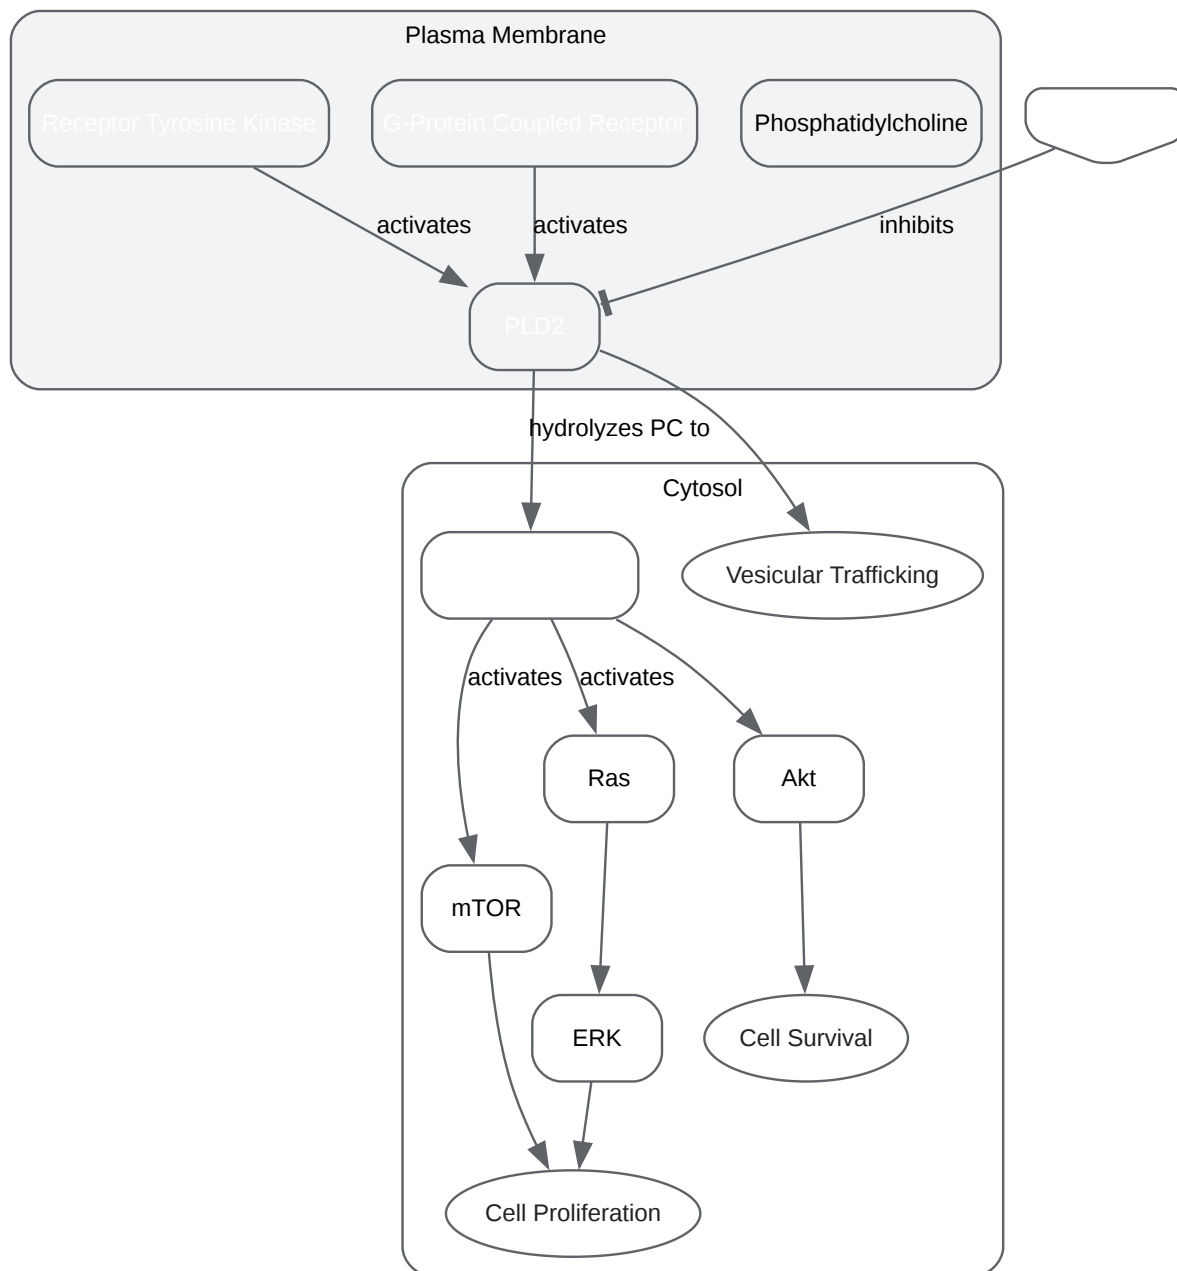 Plasma Membrane
Receptor Tyrosine Kinase
G-Protein Coupled Receptor
Phosphatidylcholine
activates
activates
inhibits
PLD2
hydrolyzes PC to
Cytosol
Vesicular Trafficking
activates
activates
Ras
Akt
mTOR
ERK
Cell Survival
Cell Proliferation